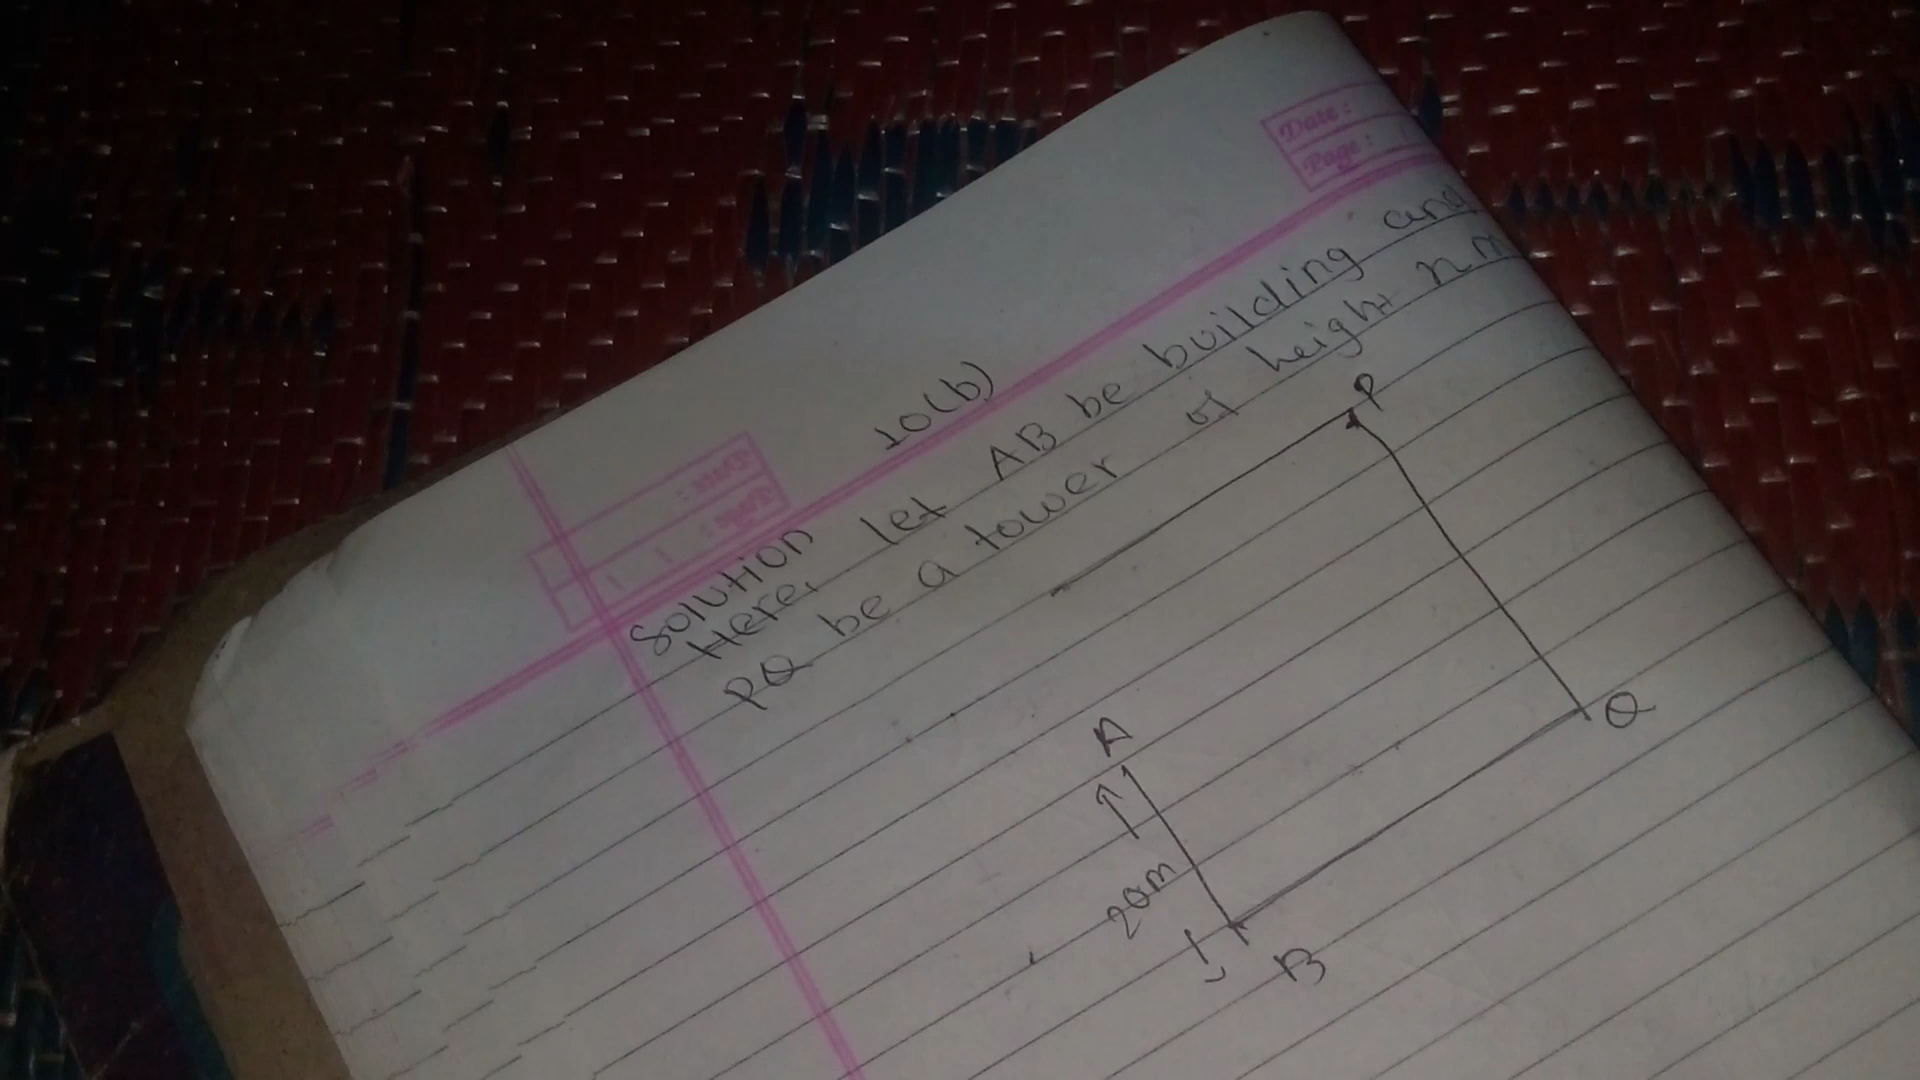 Date:
Page:
10(b)
Solution
Here, let AB be building and
PQ be a tower of height x m
P
A
Q
20m
B